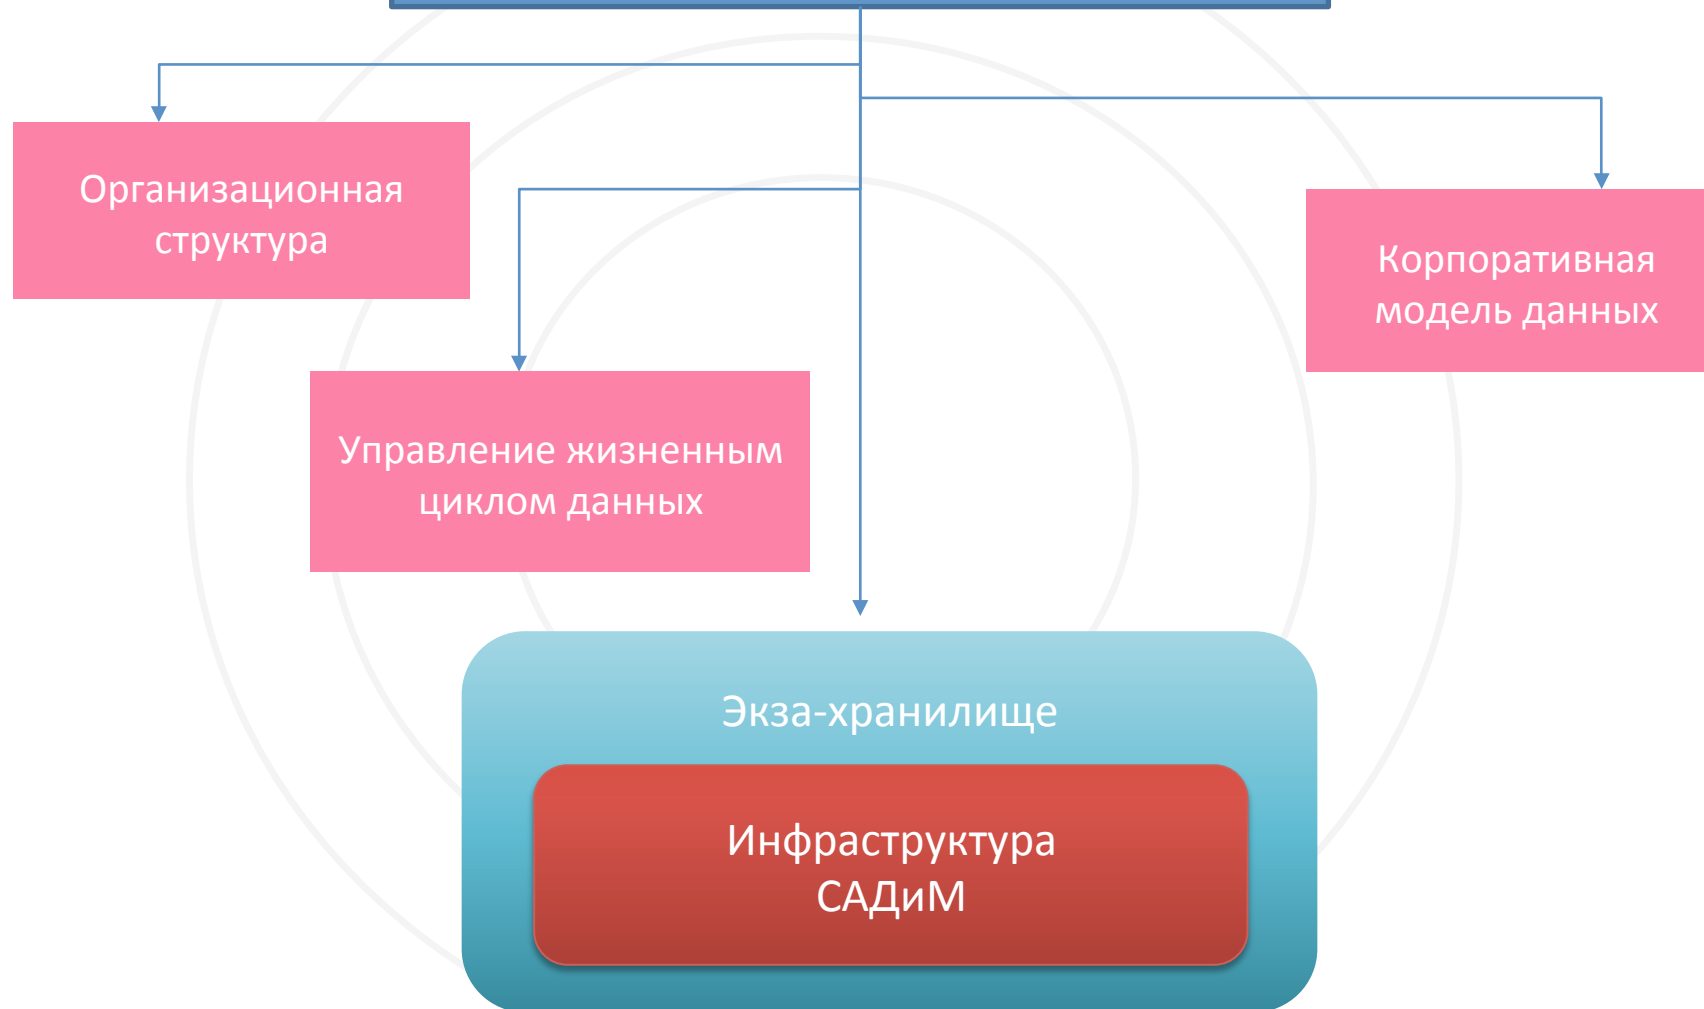 Организационная
структура
Корпоративная
модель данных
Управление жизненным
циклом данных
Экза-хранилище
Инфраструктура
САДиМ